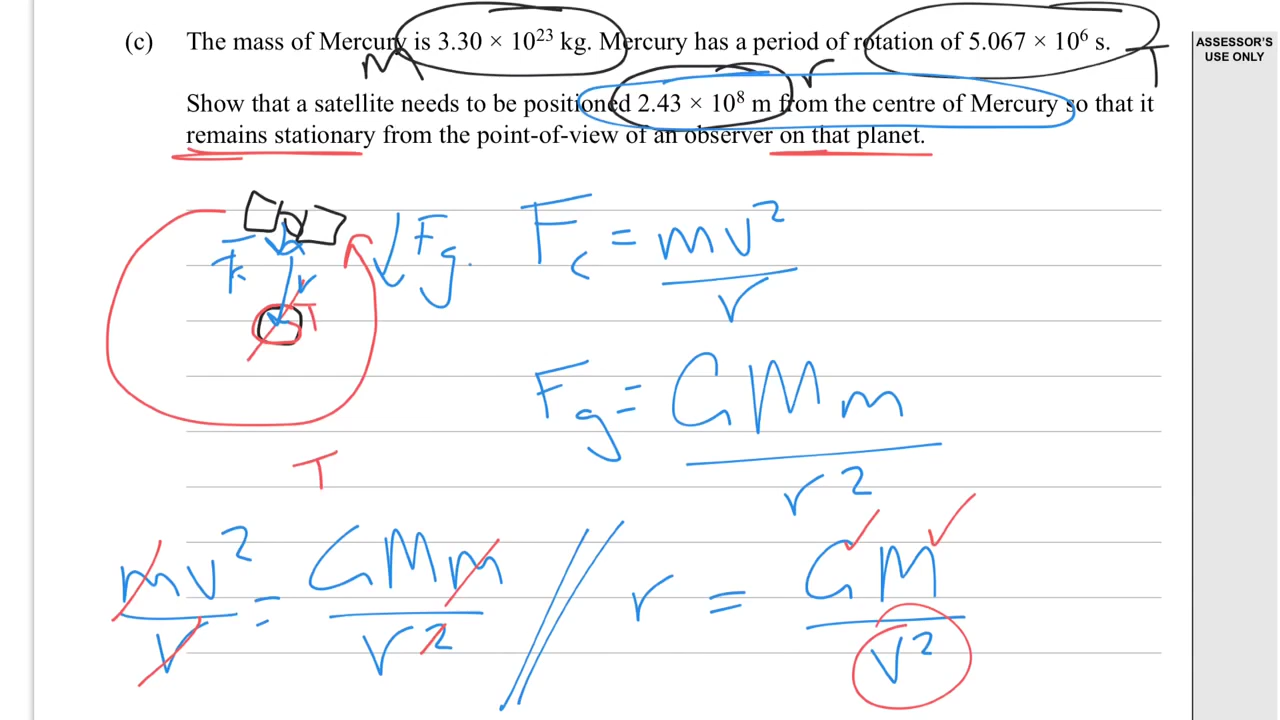 (c) The mass of Mercury is 3.30 × 10²³ kg. Mercury has a period of rotation of 5.067 × 10⁶ s.
ASSESSOR'S
USE ONLY
M r T
Show that a satellite needs to be positioned 2.43 × 10⁸ m from the centre of Mercury so that it
remains stationary from the point-of-view of an observer on that planet.
Fg
Fc = mv²/r
r
T
Fg = GMm/r²
T
mv²/r = GMm/r² // r = GM/v²